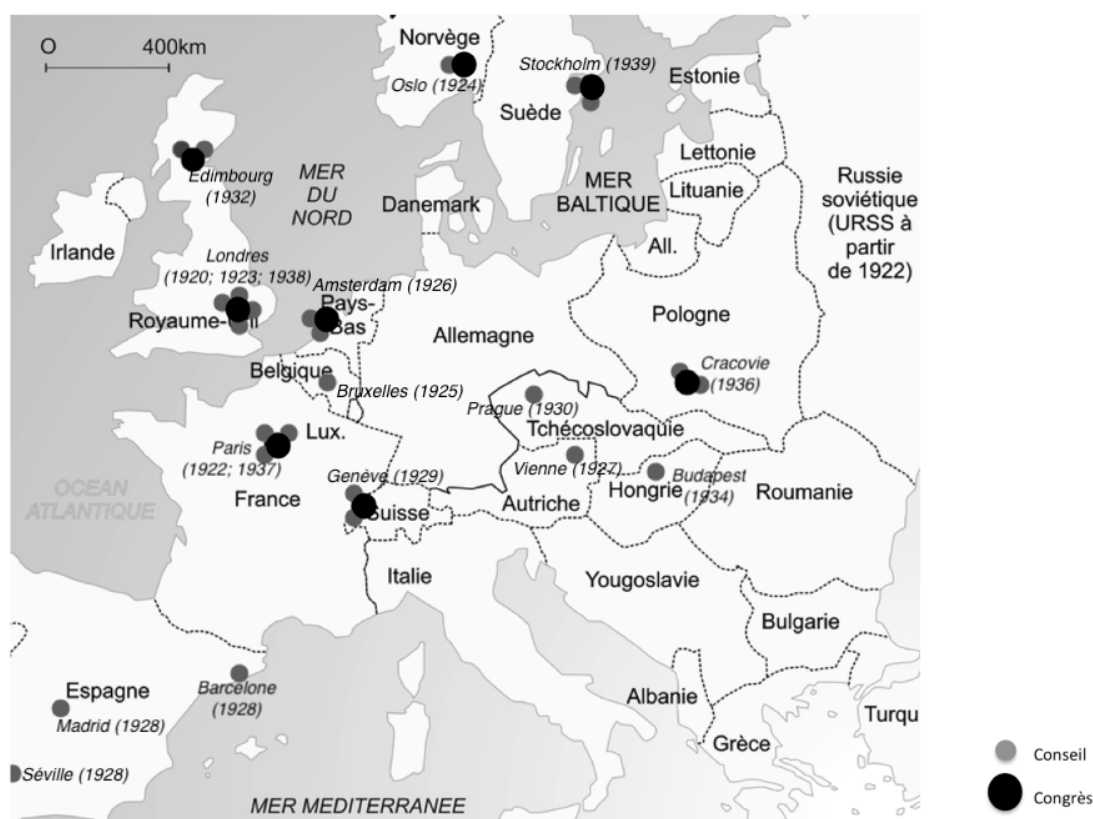 O 400km
Norvège
Oslo (1924)
Stockholm (1939)
Suède
Estonie
Lettonie
Lituanie
Russie
soviétique
(URSS à
partir
de 1922)
Edimbourg
(1932)
MER
DU
NORD
Danemark
MER
BALTIQUE
All.
Irlande
Londres
(1920; 1923; 1938)
Royaume-
Amsterdam (1926)
Pays-
Bas
Allemagne
Pologne
Cracovie
(1936)
Belgique
Bruxelles (1925)
Prague (1930)
Tchécoslovaquie
Lux.
Paris
(1922; 1937)
France
Genève (1929)
Suisse
Vienne (1927)
Autriche
Budapest
(1934)
Hongrie
Roumanie
OCEAN
ATLANTIQUE
Italie
Yougoslavie
Bulgarie
Espagne
Madrid (1928)
Barcelone
(1928)
Séville (1928)
Albanie
Grèce
Turqu
MER MEDITERRANEE
Conseil
Congrès